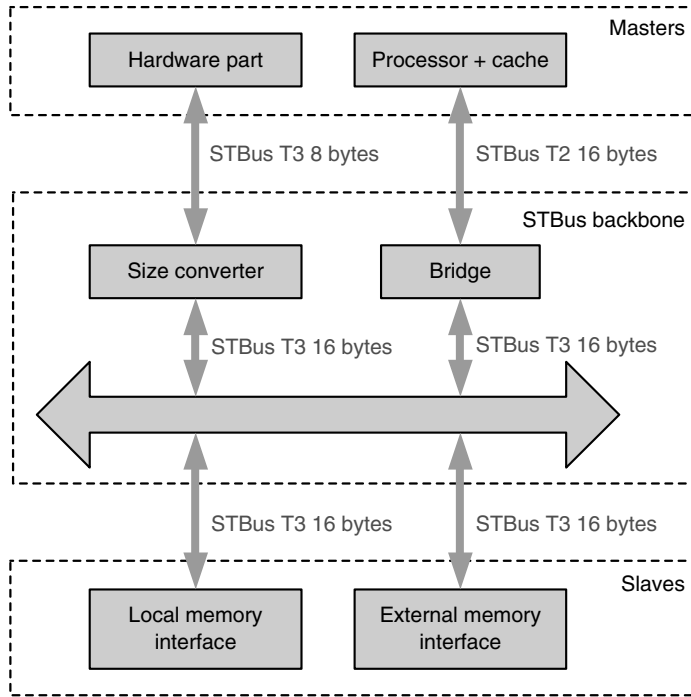 Masters
Hardware part
Processor + cache
STBus T3 8 bytes
STBus T2 16 bytes
STBus backbone
Size converter
Bridge
STBus T3 16 bytes
STBus T3 16 bytes
STBus T3 16 bytes
STBus T3 16 bytes
Slaves
Local memory
interface
External memory
interface